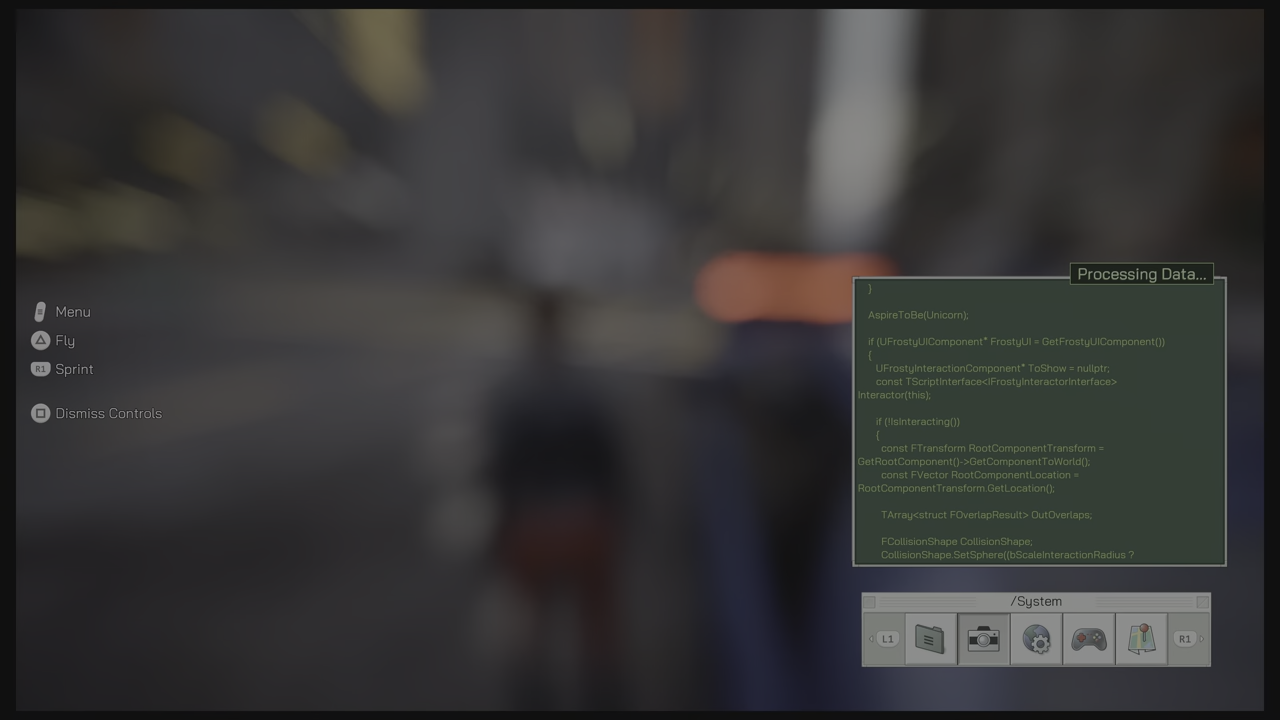 Menu
Fly
R1 Sprint
Dismiss Controls
Processing Data...
}
AspireToBe(Unicorn);
if (UFrostyUIComponent* FrostyUI = GetFrostyUIComponent())
{
UFrostyInteractionComponent* ToShow = nullptr;
const TScriptInterface<IFrostyInteractorInterface>
Interactor(this);
if (!IsInteracting())
{
const FTransform RootComponentTransform =
GetRootComponent()->GetComponentToWorld();
const FVector RootComponentLocation =
RootComponentTransform.GetLocation();
TArray<struct FOverlapResult> OutOverlaps;
FCollisionShape CollisionShape;
CollisionShape.SetSphere((bScaleInteractionRadius ?
/System
L1 R1